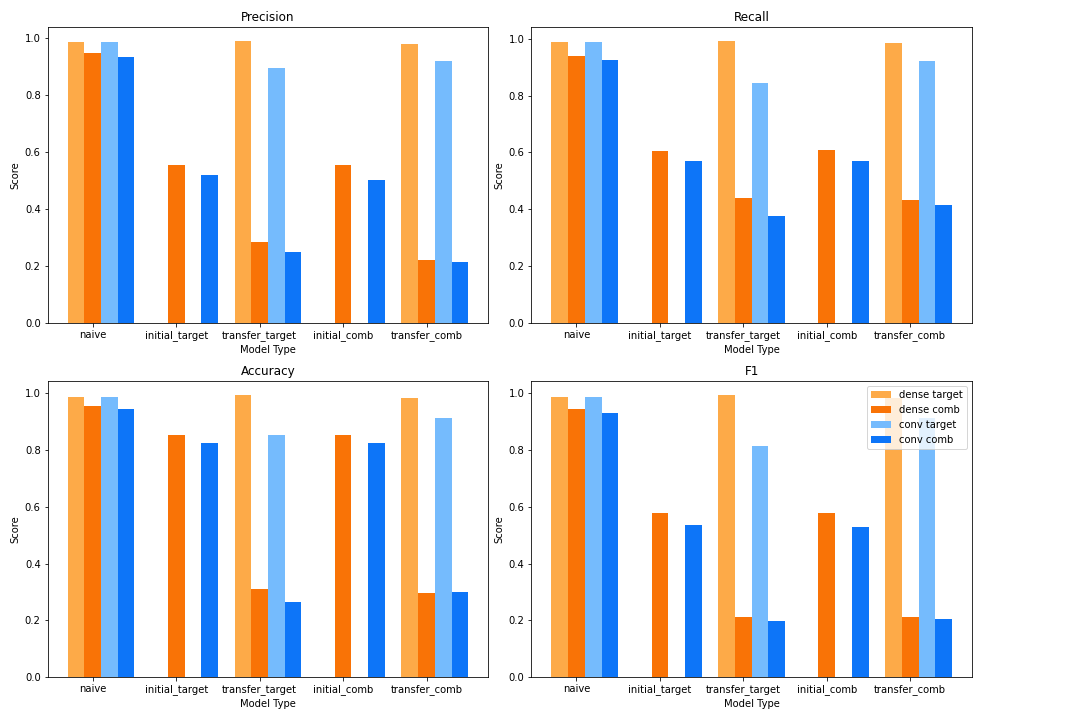 Precision
1.0
0.8
0.6
0.4
0.2
0.0
Score
naive initial_target transfer_target initial_comb transfer_comb
Model Type
Recall
1.0
0.8
0.6
0.4
0.2
0.0
Score
naive initial_target transfer_target initial_comb transfer_comb
Model Type
Accuracy
1.0
0.8
0.6
0.4
0.2
0.0
Score
naive initial_target transfer_target initial_comb transfer_comb
Model Type
F1
1.0
0.8
0.6
0.4
0.2
0.0
Score
dense target
dense comb
conv target
conv comb
naive initial_target transfer_target initial_comb transfer_comb
Model Type